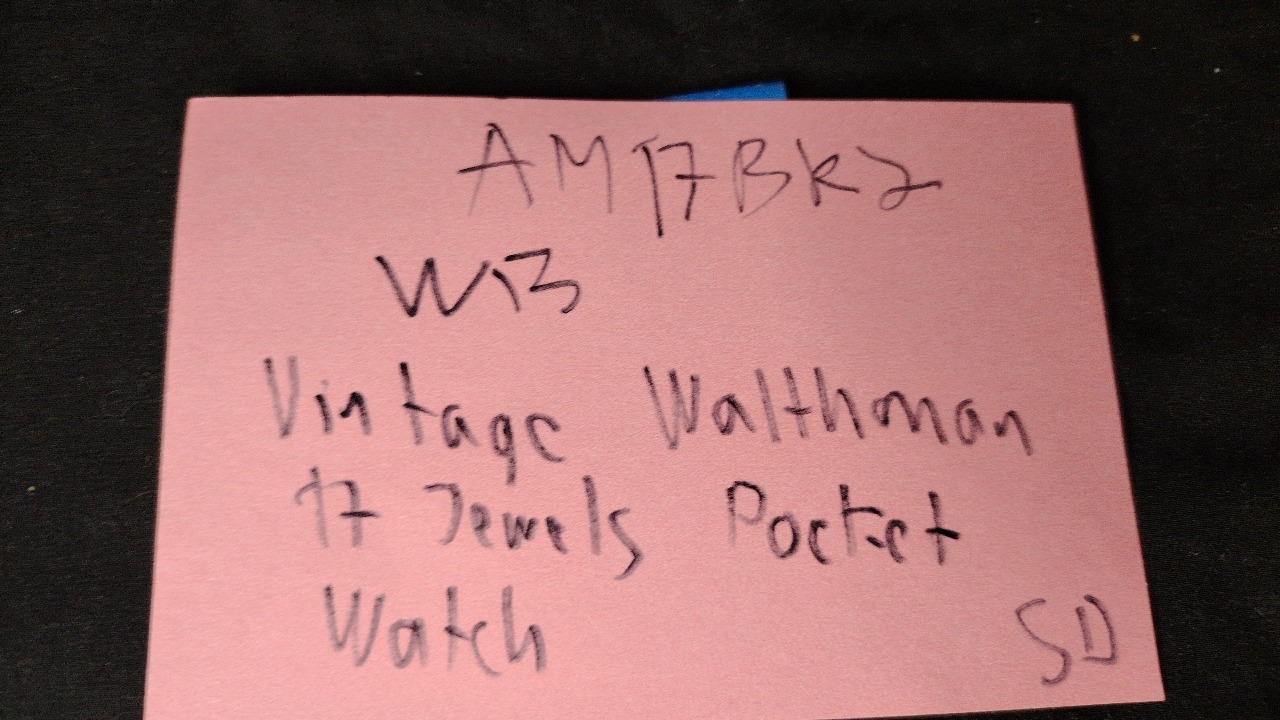 AM17BK2
W13
Vintage Walthman
17 Jewels Pocket
Watch SD